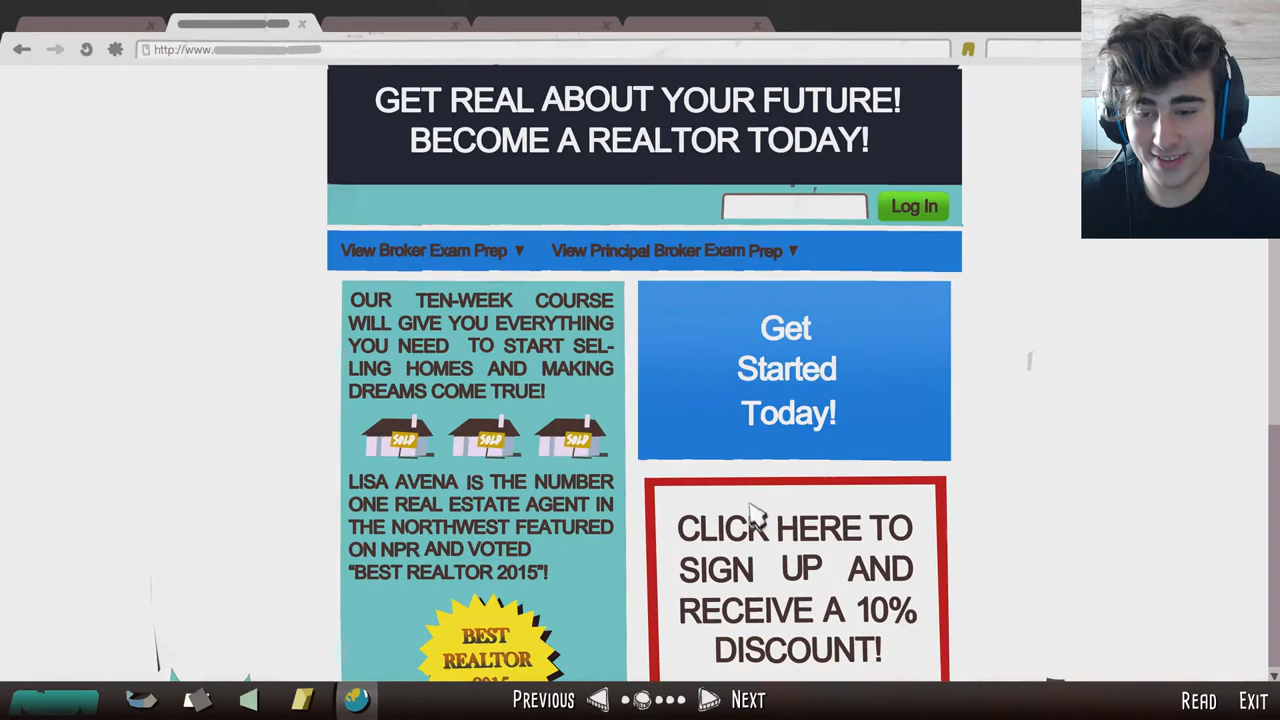 http://www.
GET REAL ABOUT YOUR FUTURE!
BECOME A REALTOR TODAY!
Log In
View Broker Exam Prep ▼ View Principal Broker Exam Prep ▼
OUR TEN-WEEK COURSE
WILL GIVE YOU EVERYTHING
YOU NEED TO START SEL-
LING HOMES AND MAKING
DREAMS COME TRUE!
SOLD SOLD SOLD
LISA AVENA IS THE NUMBER
ONE REAL ESTATE AGENT IN
THE NORTHWEST FEATURED
ON NPR AND VOTED
"BEST REALTOR 2015"!
BEST
REALTOR
2015
Get
Started
Today!
CLICK HERE TO
SIGN UP AND
RECEIVE A 10%
DISCOUNT!
Previous NEXT
READ EXIT